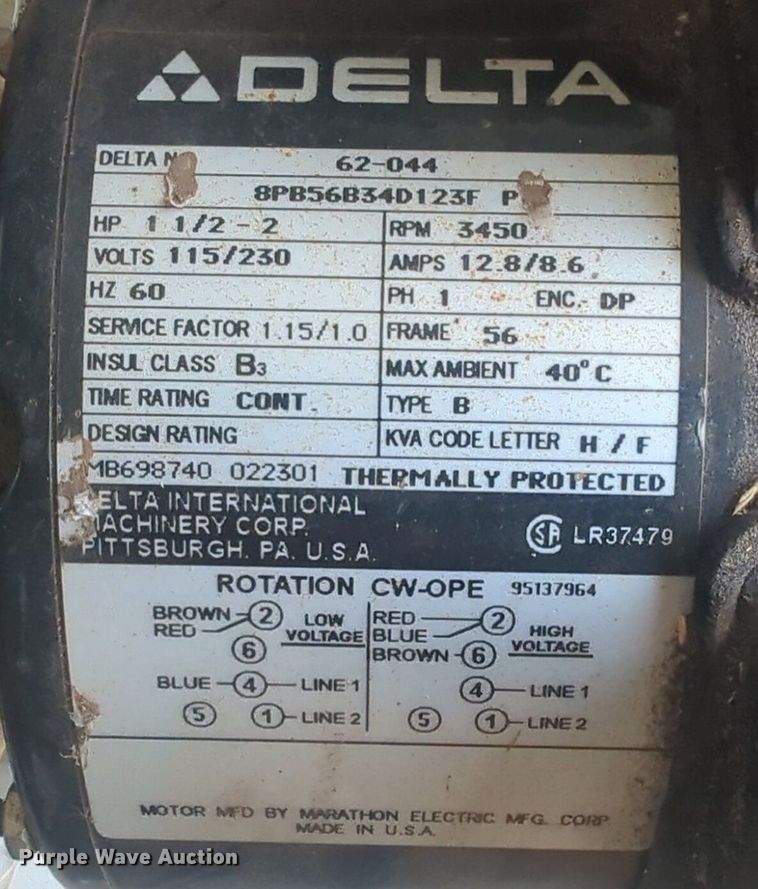 DELTA
DELTA 62-044
8PB56B34D123F P
HP 1 1/2 - 2 RPM 3450
VOLTS 115/230 AMPS 12.8/8.6
HZ 60 PH 1 ENC.- DP
SERVICE FACTOR 1.15/1.0 FRAME 56
INSUL CLASS B3 MAX AMBIENT 40°C
TIME RATING CONT. TYPE B
DESIGN RATING KVA CODE LETTER H / F
MB698740 022301 THERMALLY PROTECTED
DELTA INTERNATIONAL
MACHINERY CORP.
PITTSBURGH. PA. U.S.A.
SA LR37479
ROTATION CW-OPE 95137964
BROWN 2 LOW VOLTAGE
RED
6
BLUE 4 LINE 1
5 1 LINE 2
RED 2 HIGH VOLTAGE
BLUE
BROWN 6
4 LINE 1
5 1 LINE 2
MOTOR MFD BY MARATHON ELECTRIC MFG. CORP.
MADE IN U.S.A.
Purple Wave Auction